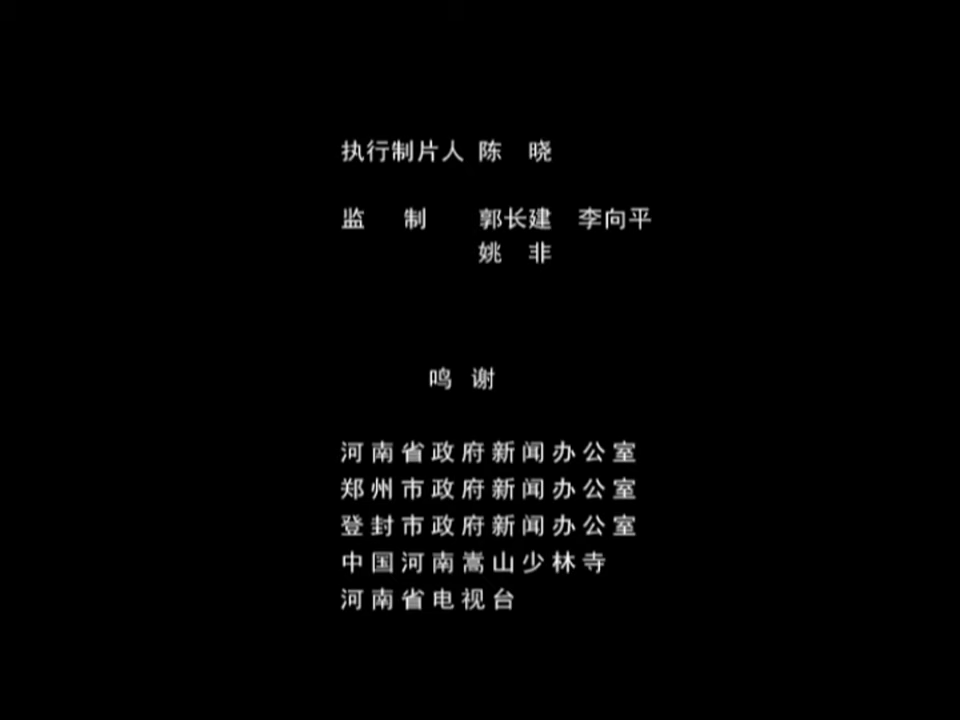 执行制片人 陈 晓
监 制 郭长建 李向平
姚 非
鸣 谢
河南省政府新闻办公室
郑州市政府新闻办公室
登封市政府新闻办公室
中国河南嵩山少林寺
河南省电视台